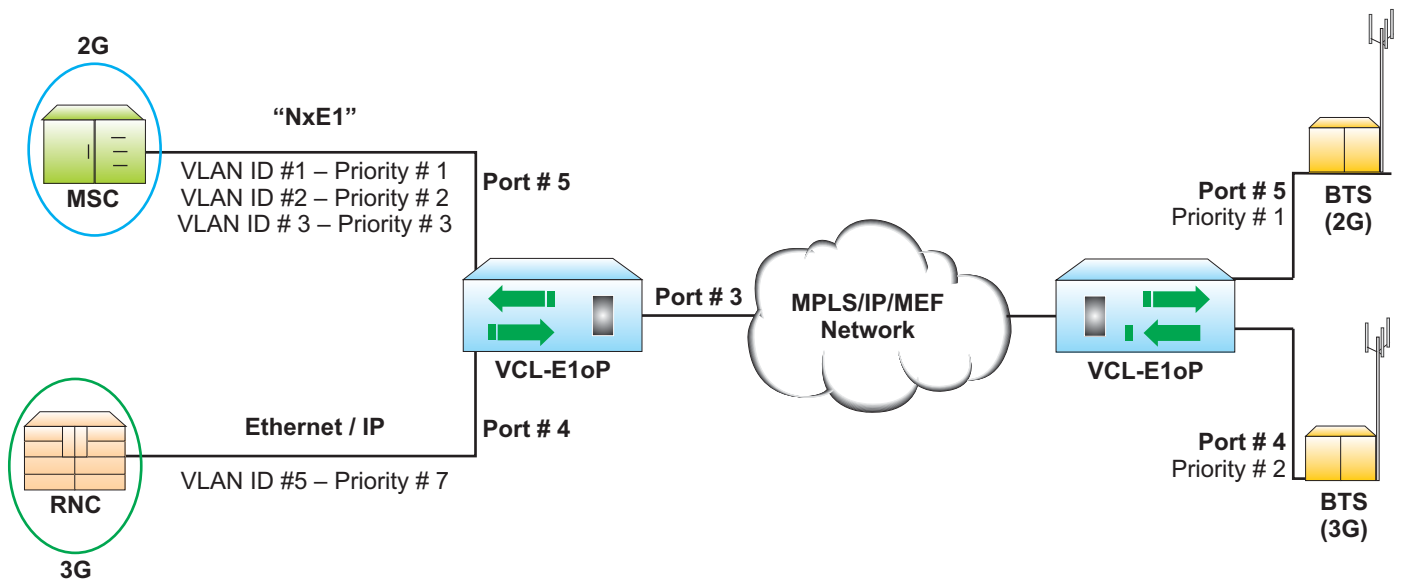 2G
MSC
“NxE1”
VLAN ID #1 – Priority # 1
VLAN ID #2 – Priority # 2
VLAN ID # 3 – Priority # 3
Port # 5
VCL-E1oP
Port # 3
Port # 4
Ethernet / IP
VLAN ID #5 – Priority # 7
RNC
3G
MPLS/IP/MEF
Network
VCL-E1oP
Port # 5
Priority # 1
BTS
(2G)
Port # 4
Priority # 2
BTS
(3G)